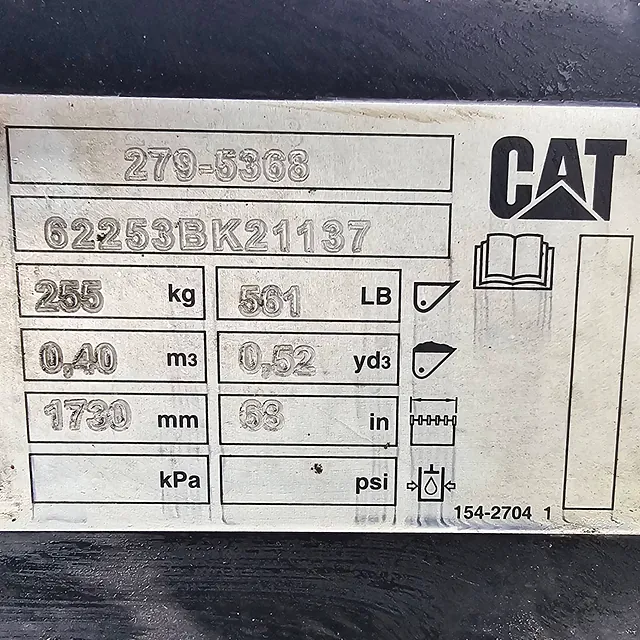 279-5368
CAT
62253BK21137
255 kg 561 LB
0,40 m3 0,52 yd3
1730 mm 68 in
kPa psi
154-2704 1